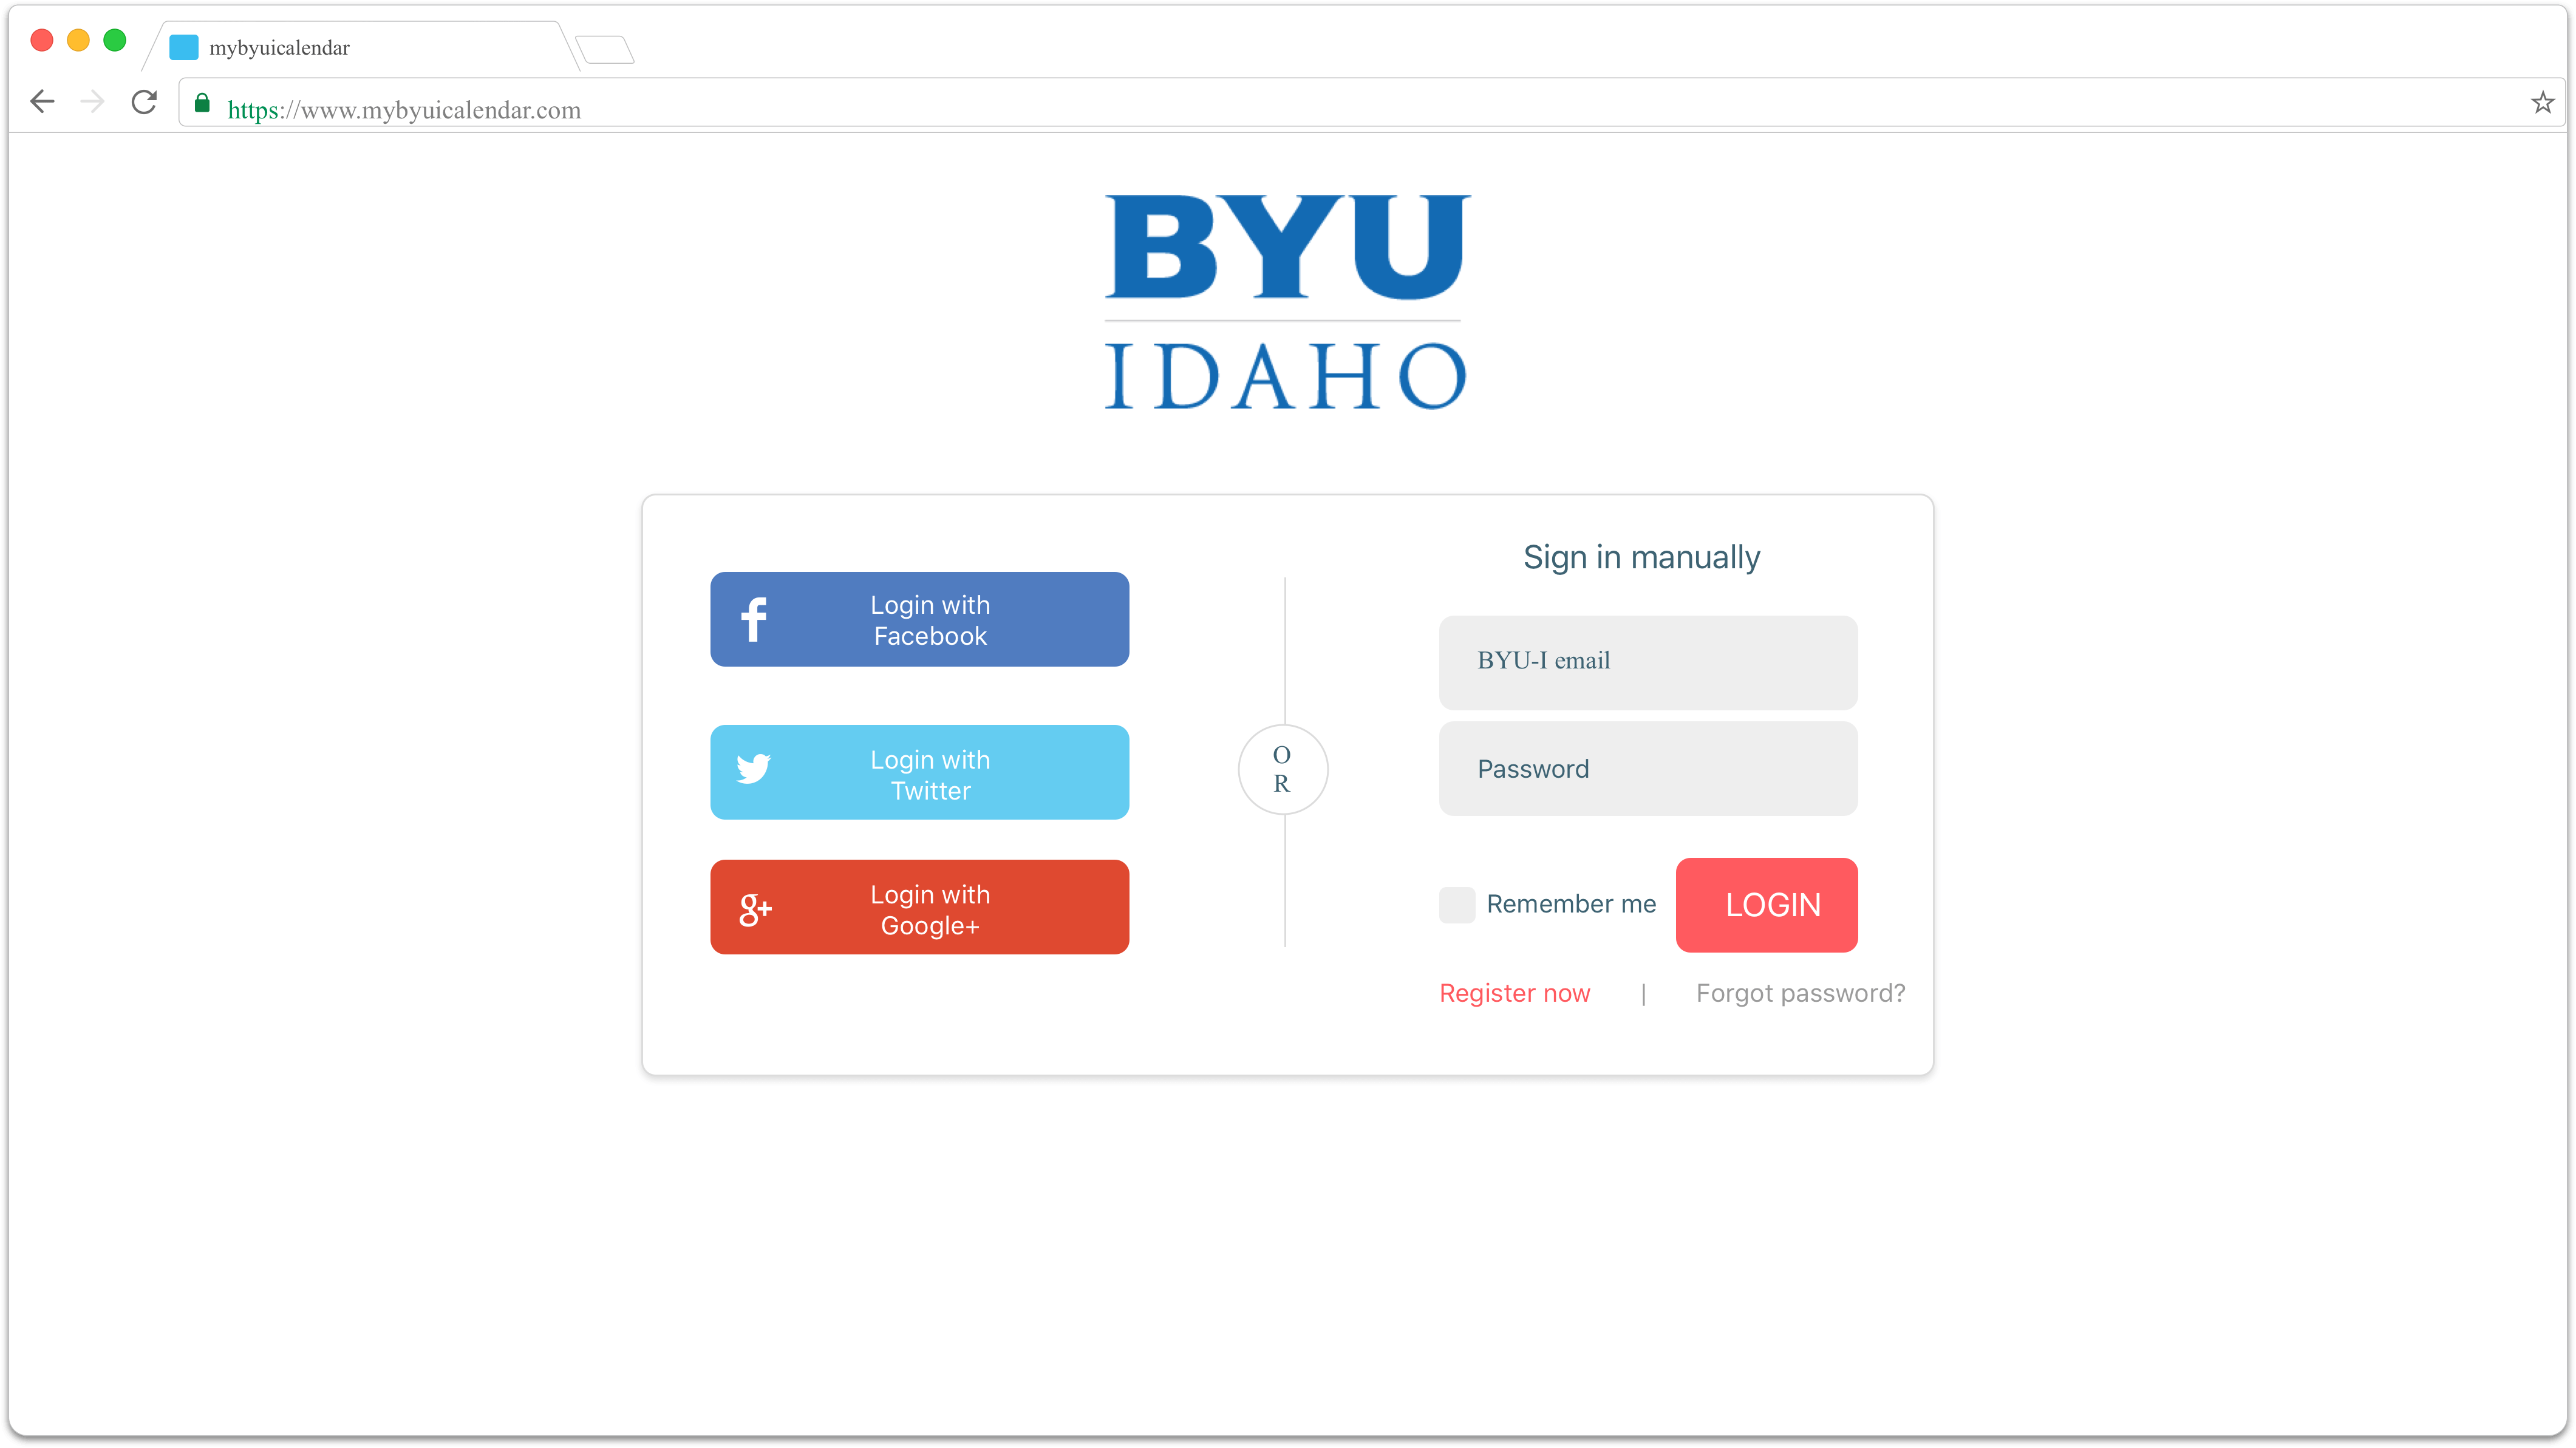 mybyuicalendar
https://www.mybyuicalendar.com
BYU
IDAHO
Login with
Facebook
Login with
Twitter
g+
Login with
Google+
O
R
Sign in manually
BYU-I email
Password
Remember me
LOGIN
Register now | Forgot password?